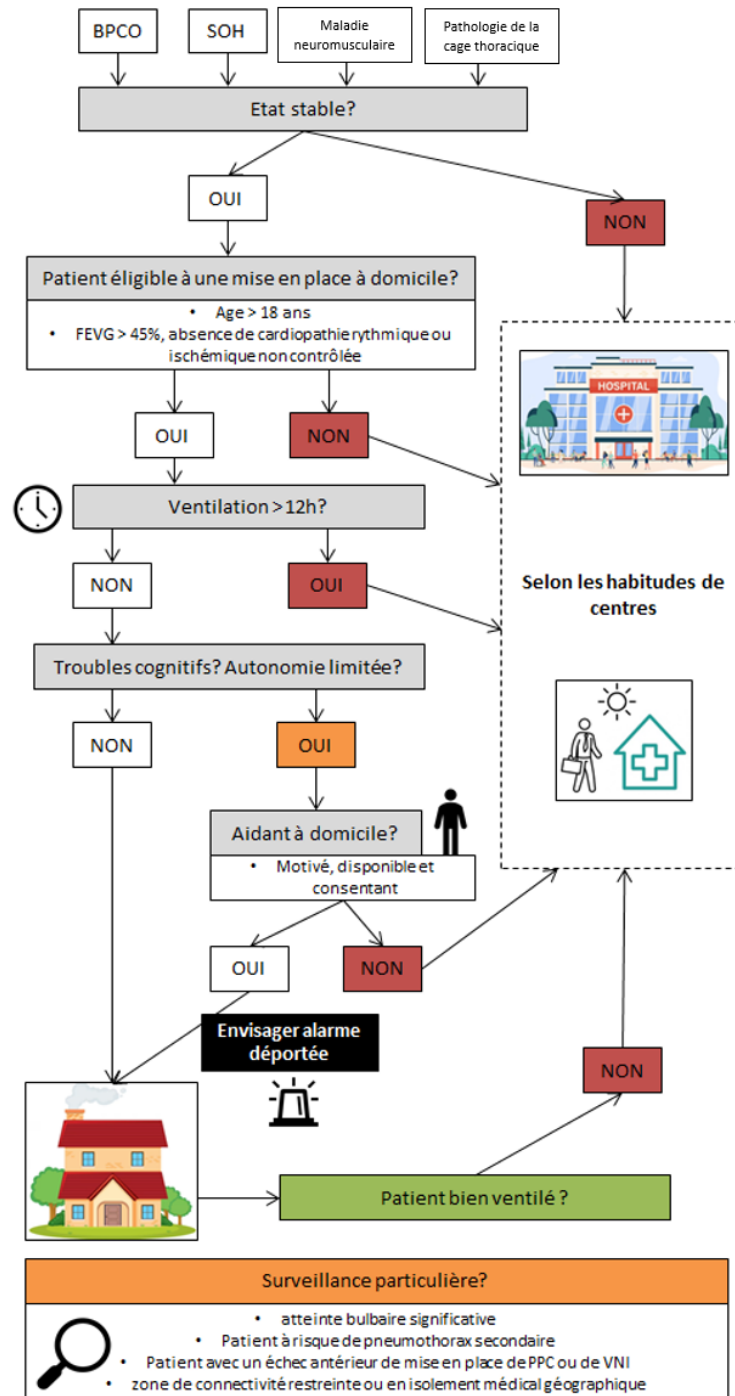 BPCO
SOH
Maladie
neuromusculaire
Pathologie de la
cage thoracique
Etat stable?
OUI
NON
Patient éligible à une mise en place à domicile?
• Age > 18 ans
• FEVG > 45%, absence de cardiopathie rythmique ou
ischémique non contrôlée
HOSPITAL
OUI
NON
Ventilation > 12h?
NON
OUI
Selon les habitudes de
centres
Troubles cognitifs? Autonomie limitée?
NON
OUI
Aidant à domicile?
• Motivé, disponible et
consentant
OUI
NON
Envisager alarme
déportée
NON
Patient bien ventilé ?
Surveillance particulière?
• atteinte bulbaire significative
• Patient à risque de pneumothorax secondaire
• Patient avec un échec antérieur de mise en place de PPC ou de VNI
• zone de connectivité restreinte ou en isolement médical géographique